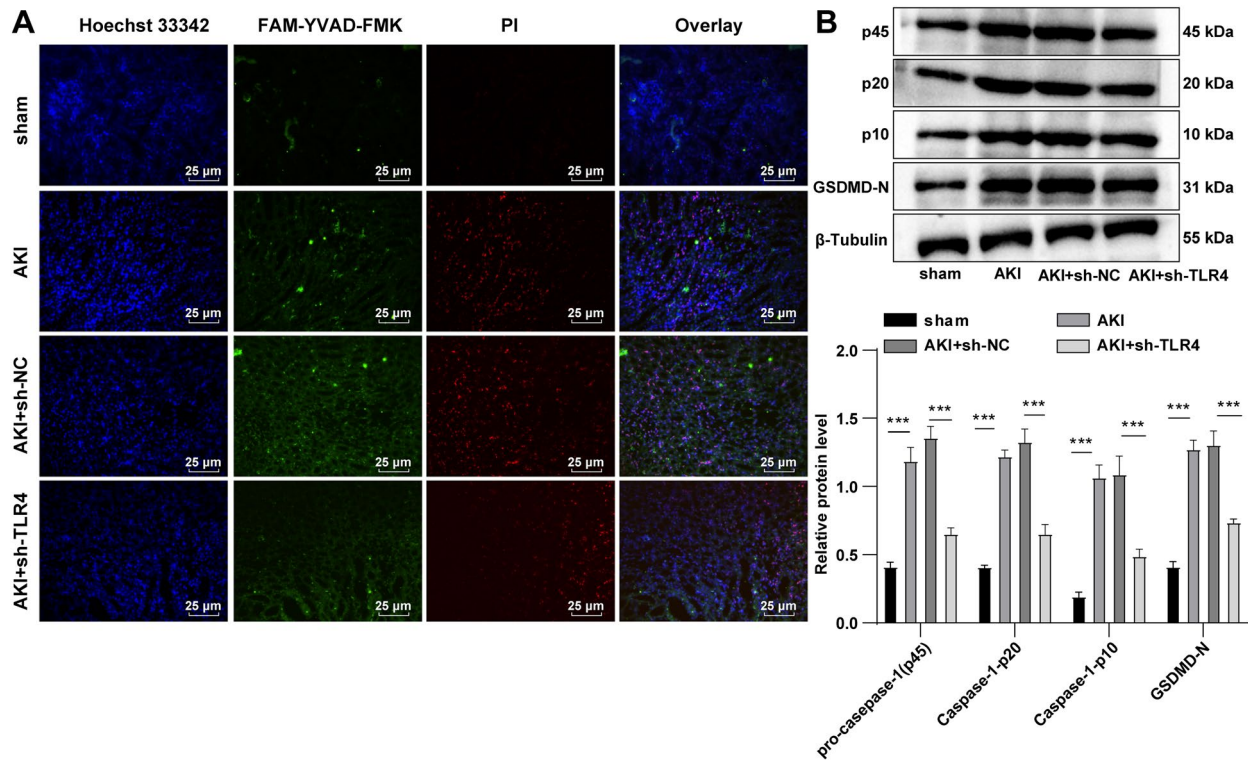 A
Hoechst 33342 FAM-YVAD-FMK PI Overlay
sham
25 µm 25 µm 25 µm 25 µm
AKI
25 µm 25 µm 25 µm 25 µm
AKI+sh-NC
25 µm 25 µm 25 µm 25 µm
AKI+sh-TLR4
25 µm 25 µm 25 µm 25 µm
B
p45 45 kDa
p20 20 kDa
p10 10 kDa
GSDMD-N 31 kDa
β-Tubulin 55 kDa
sham AKI AKI+sh-NC AKI+sh-TLR4
sham AKI
AKI+sh-NC AKI+sh-TLR4
Relative protein level
2.0
1.5
1.0
0.5
0.0
*** *** *** *** *** *** *** ***
pro-casepase-1(p45)
Caspase-1-p20
Caspase-1-p10
GSDMD-N